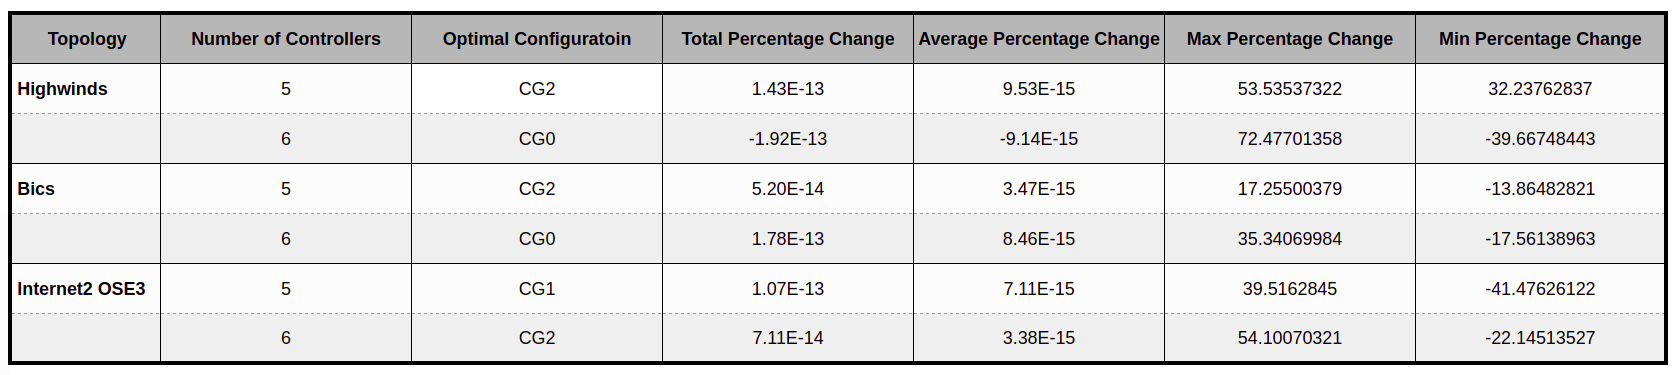 Topology Number of Controllers Optimal Configuratoin Total Percentage Change Average Percentage Change Max Percentage Change Min Percentage Change
Highwinds 5 CG2 1.43E-13 9.53E-15 53.53537322 32.23762837
6 CG0 -1.92E-13 -9.14E-15 72.47701358 -39.66748443
Bics 5 CG2 5.20E-14 3.47E-15 17.25500379 -13.86482821
6 CG0 1.78E-13 8.46E-15 35.34069984 -17.56138963
Internet2 OSE3 5 CG1 1.07E-13 7.11E-15 39.5162845 -41.47626122
6 CG2 7.11E-14 3.38E-15 54.10070321 -22.14513527